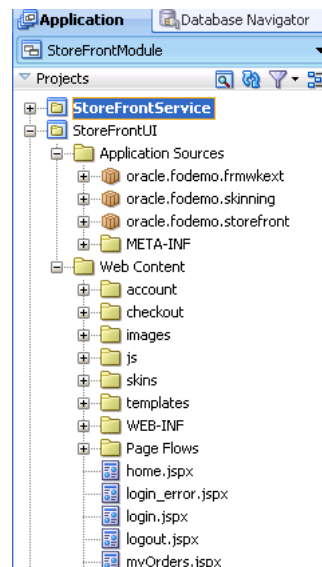 Application
Database Navigator
StoreFrontModule
Projects
StoreFrontService
StoreFrontUI
Application Sources
oracle.fodemo.frmwkext
oracle.fodemo.skinning
oracle.fodemo.storefront
META-INF
Web Content
account
checkout
images
js
skins
templates
WEB-INF
Page Flows
home.jspx
login_error.jspx
login.jspx
logout.jspx
myOrders.jspx